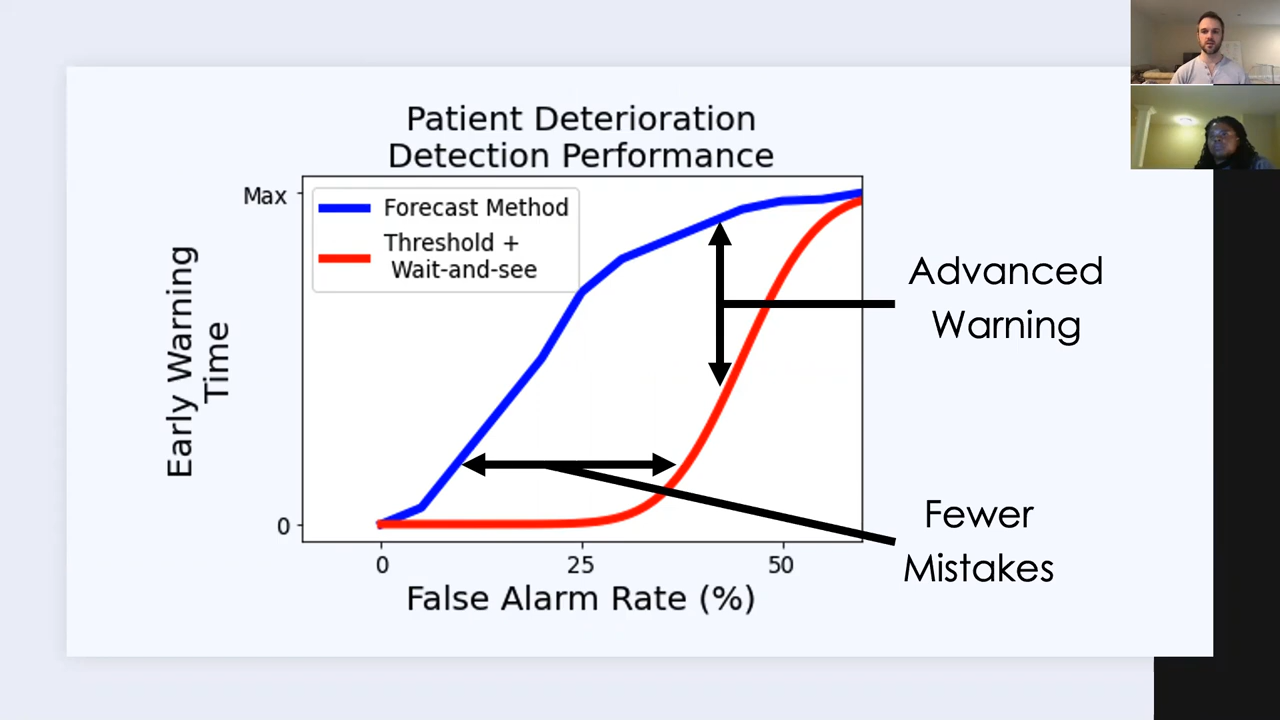 Patient Deterioration
Detection Performance
Max
Forecast Method
Threshold +
Wait-and-see
Early Warning
Time
0
0
25
50
False Alarm Rate (%)
Advanced
Warning
Fewer
Mistakes